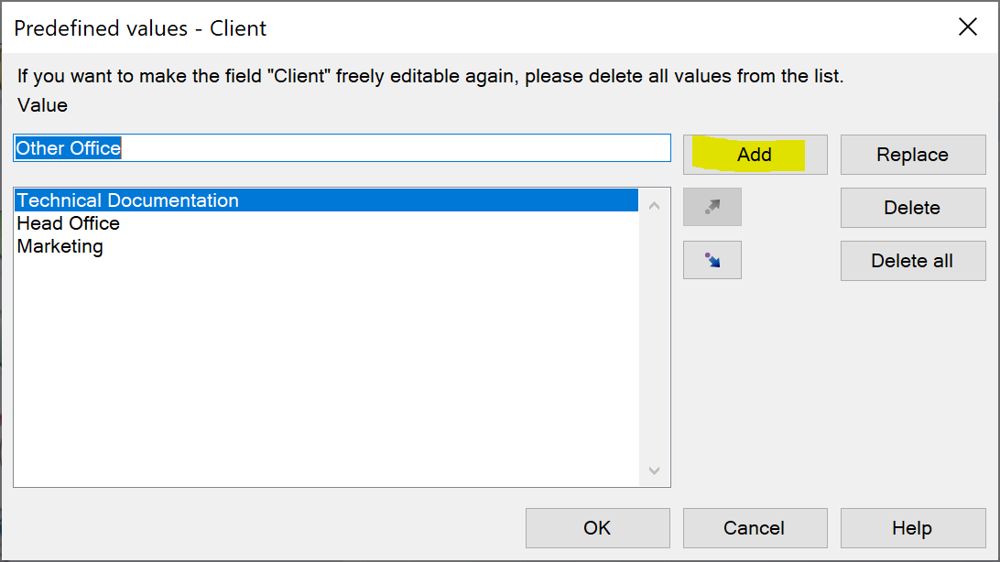 Predefined values - Client
If you want to make the field "Client" freely editable again, please delete all values from the list.
Value
Other Office
Add
Replace
Technical Documentation
Head Office
Marketing
Delete
Delete all
OK
Cancel
Help